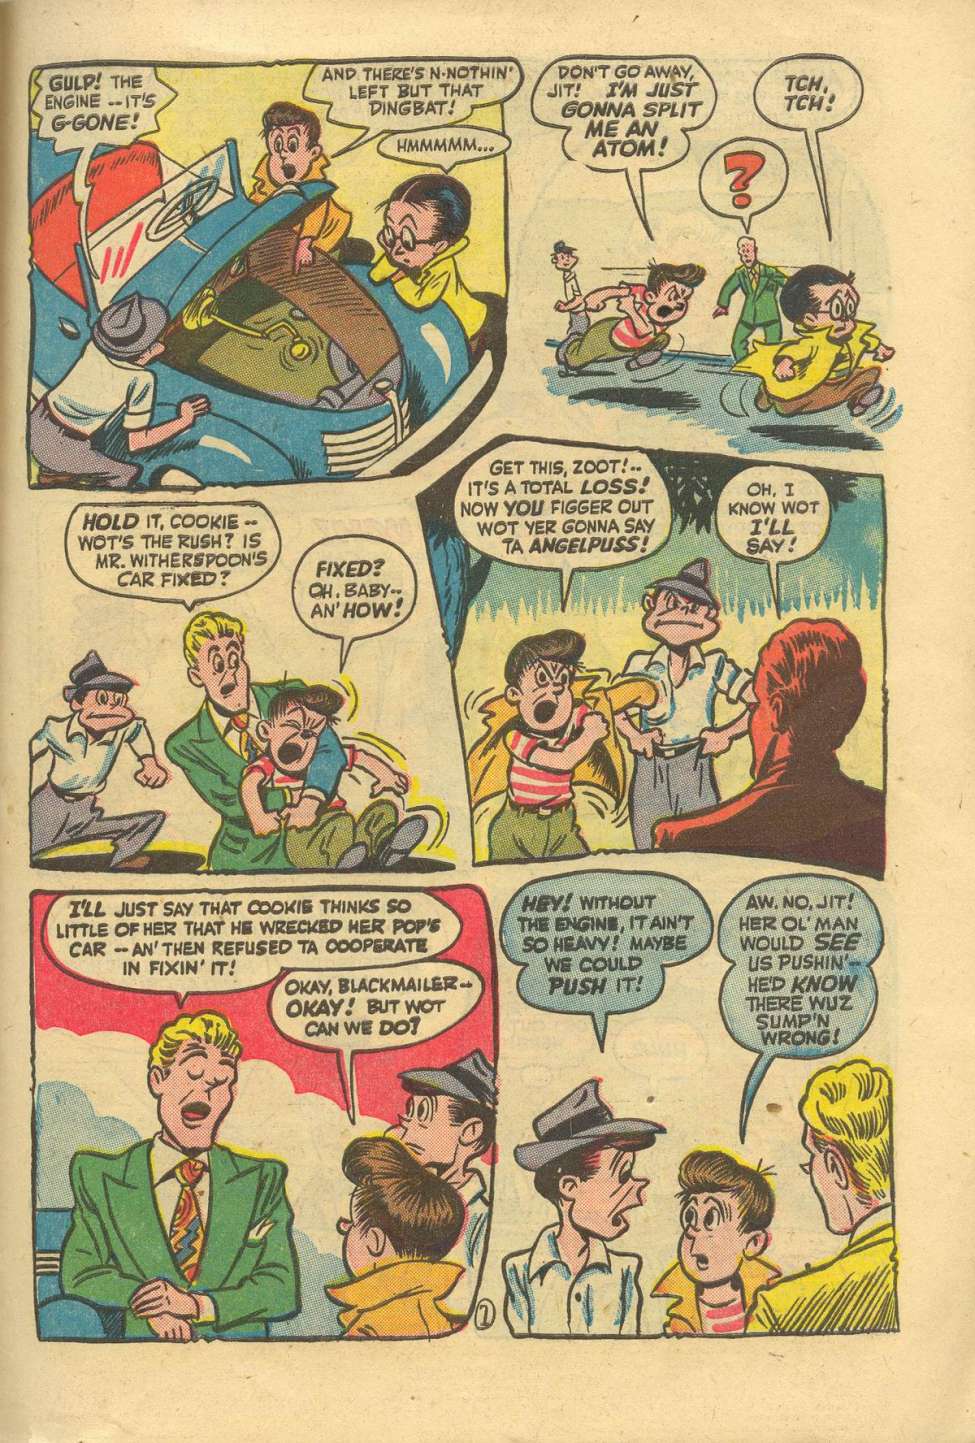 GULP! THE
ENGINE -- IT'S
G-GONE!
AND THERE'S N-NOTHIN'
LEFT BUT THAT
DINGBAT!
HMMMMM...
DON'T GO AWAY,
JIT! I'M JUST
GONNA SPLIT
ME AN
ATOM!
?
TCH,
TCH!
HOLD IT, COOKIE --
WOT'S THE RUSH? IS
MR. WITHERSPOON'S
CAR FIXED?
FIXED?
OH, BABY--
AN' HOW!
GET THIS, ZOOT!--
IT'S A TOTAL LOSS!
NOW YOU FIGGER OUT
WOT YER GONNA SAY
TA ANGELPUSS!
OH, I
KNOW WOT
I'LL
SAY!
I'LL JUST SAY THAT COOKIE THINKS SO
LITTLE OF HER THAT HE WRECKED HER POP'S
CAR -- AN' THEN REFUSED TA COOPERATE
IN FIXIN' IT!
OKAY, BLACKMAILER--
OKAY! BUT WOT
CAN WE DO?
HEY! WITHOUT
THE ENGINE, IT AIN'T
SO HEAVY! MAYBE
WE COULD
PUSH IT!
AW, NO, JIT!
HER OL' MAN
WOULD SEE
US PUSHIN'--
HE'D KNOW
THERE WUZ
SUMP'N
WRONG!